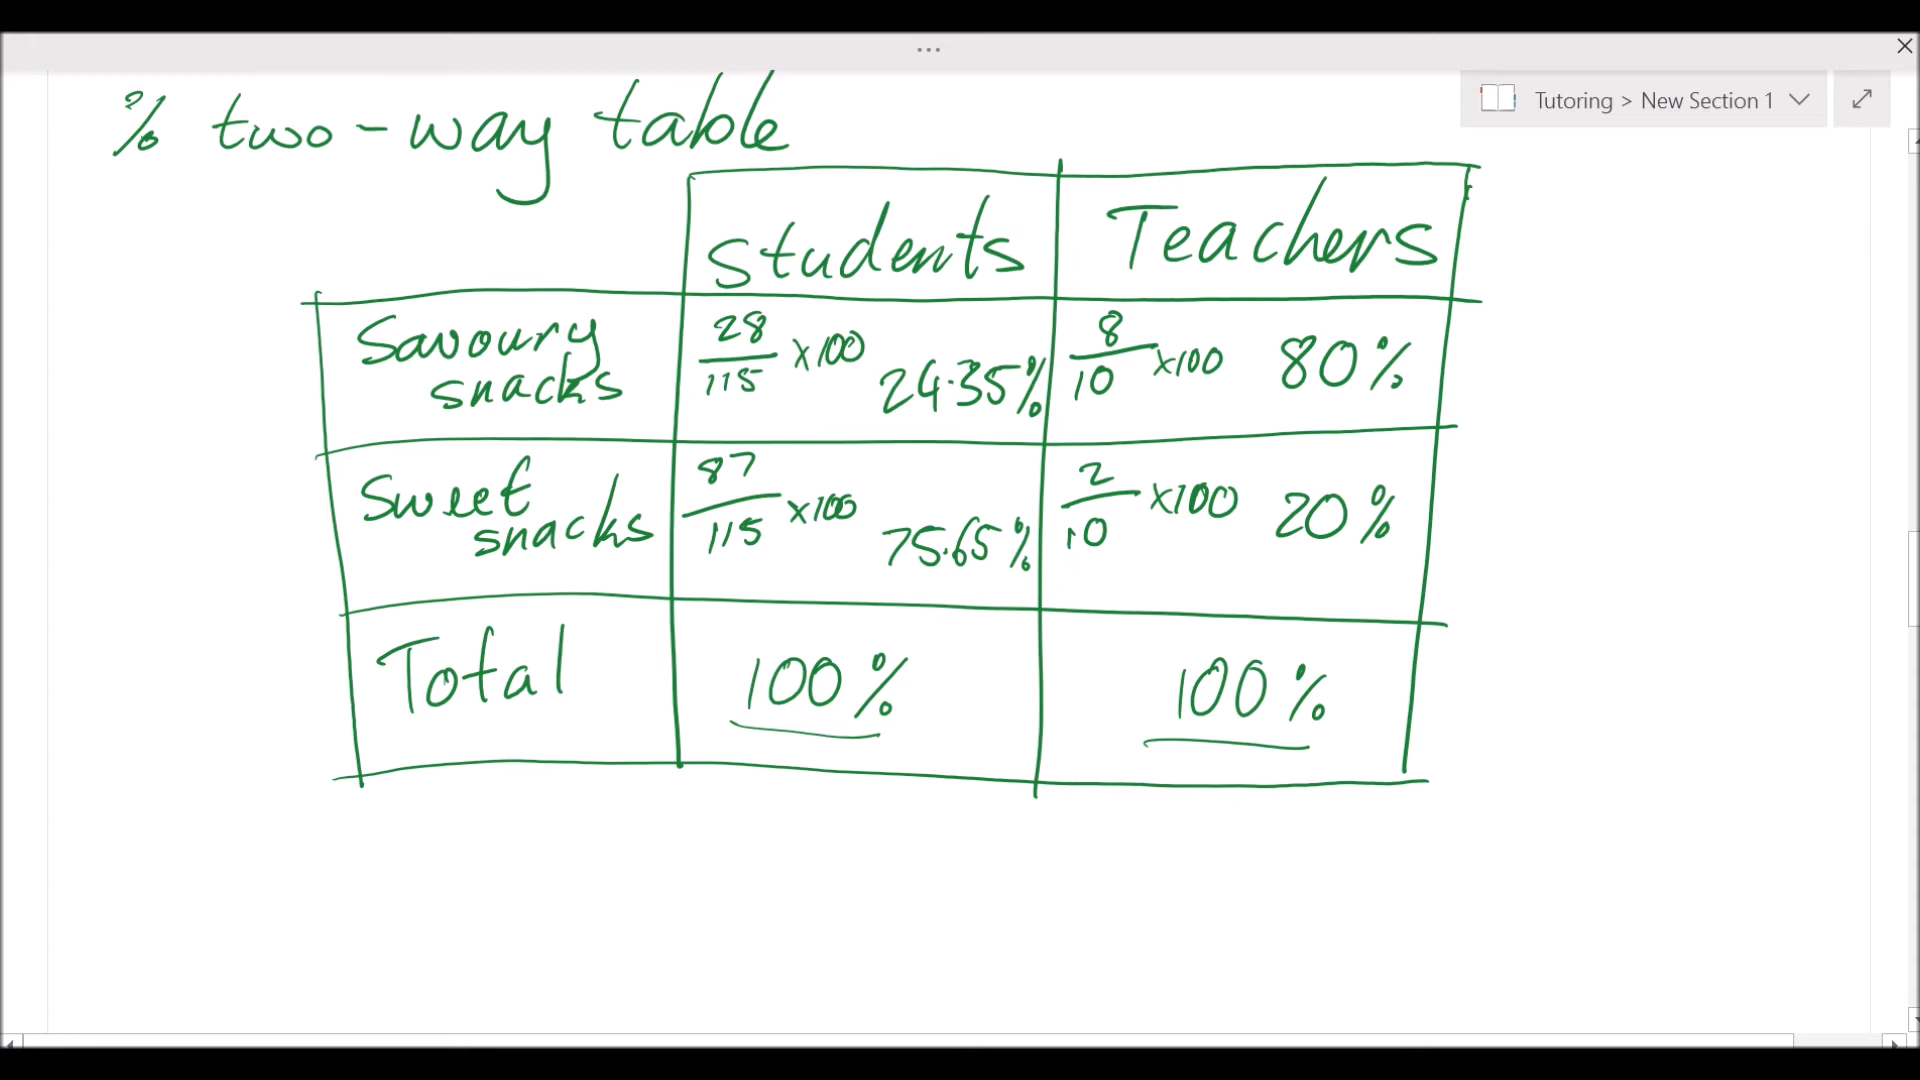 ...
Tutoring > New Section 1
% two-way table
Students Teachers
Savoury snacks 28/115 x100 24.35% 8/10 x100 80%
Sweet snacks 87/115 x100 75.65% 2/10 x100 20%
Total 100% 100%